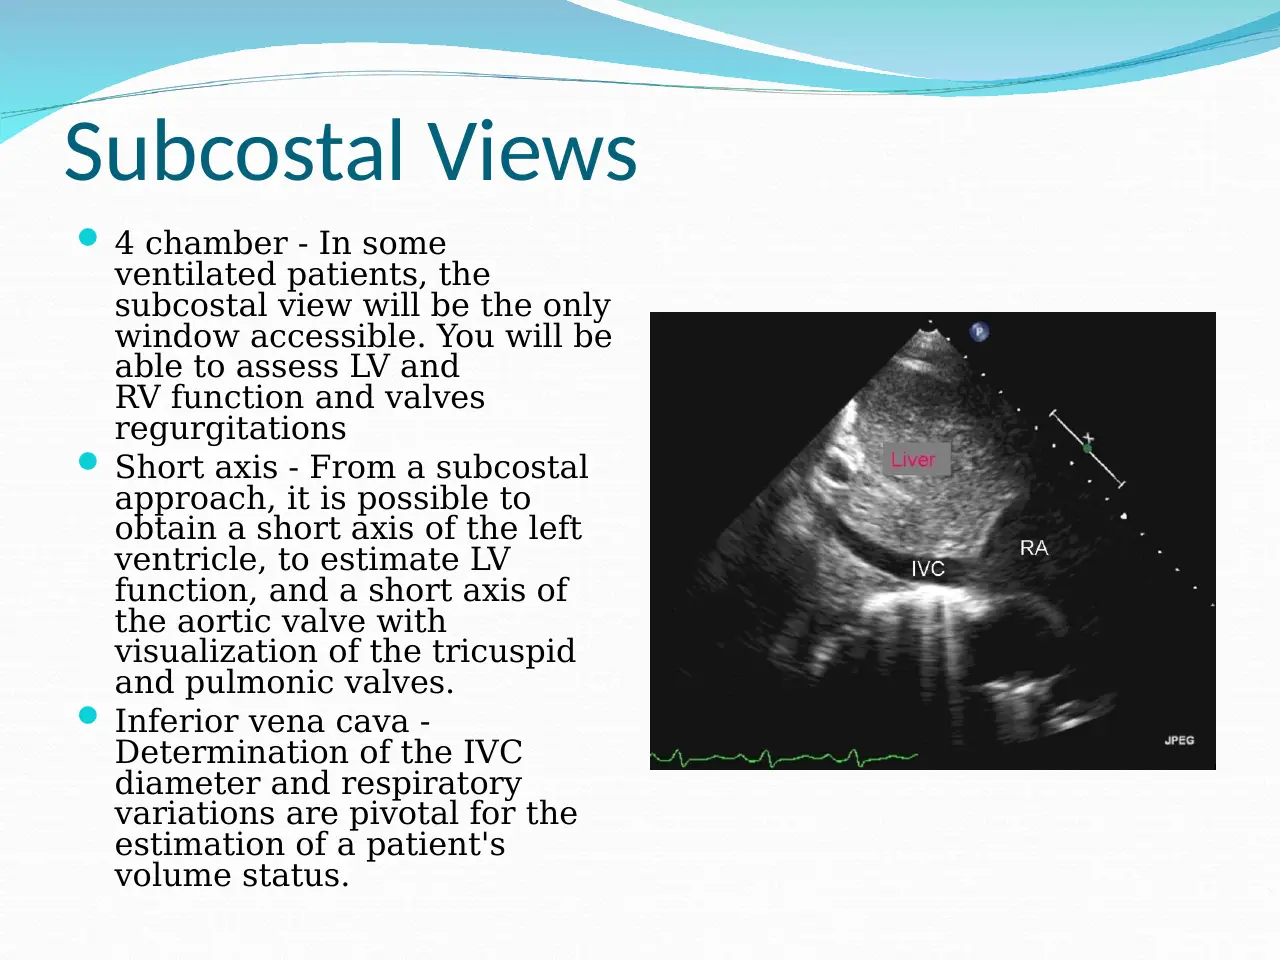 Subcostal Views
4 chamber - In some
ventilated patients, the
subcostal view will be the only
window accessible. You will be
able to assess LV and
RV function and valves
regurgitations
Short axis - From a subcostal
approach, it is possible to
obtain a short axis of the left
ventricle, to estimate LV
function, and a short axis of
the aortic valve with
visualization of the tricuspid
and pulmonic valves.
Inferior vena cava -
Determination of the IVC
diameter and respiratory
variations are pivotal for the
estimation of a patient's
volume status.
P
Liver
RA
IVC
JPEG